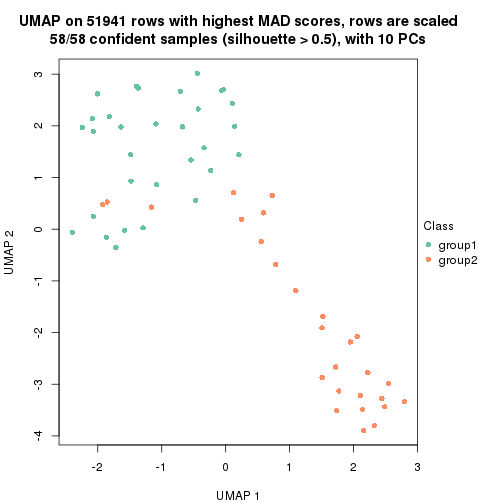 UMAP on 51941 rows with highest MAD scores, rows are scaled
58/58 confident samples (silhouette > 0.5), with 10 PCs
3
2
1
0
-1
-2
-3
-4
UMAP 2
-2
-1
0
1
2
3
UMAP 1
Class
group1
group2